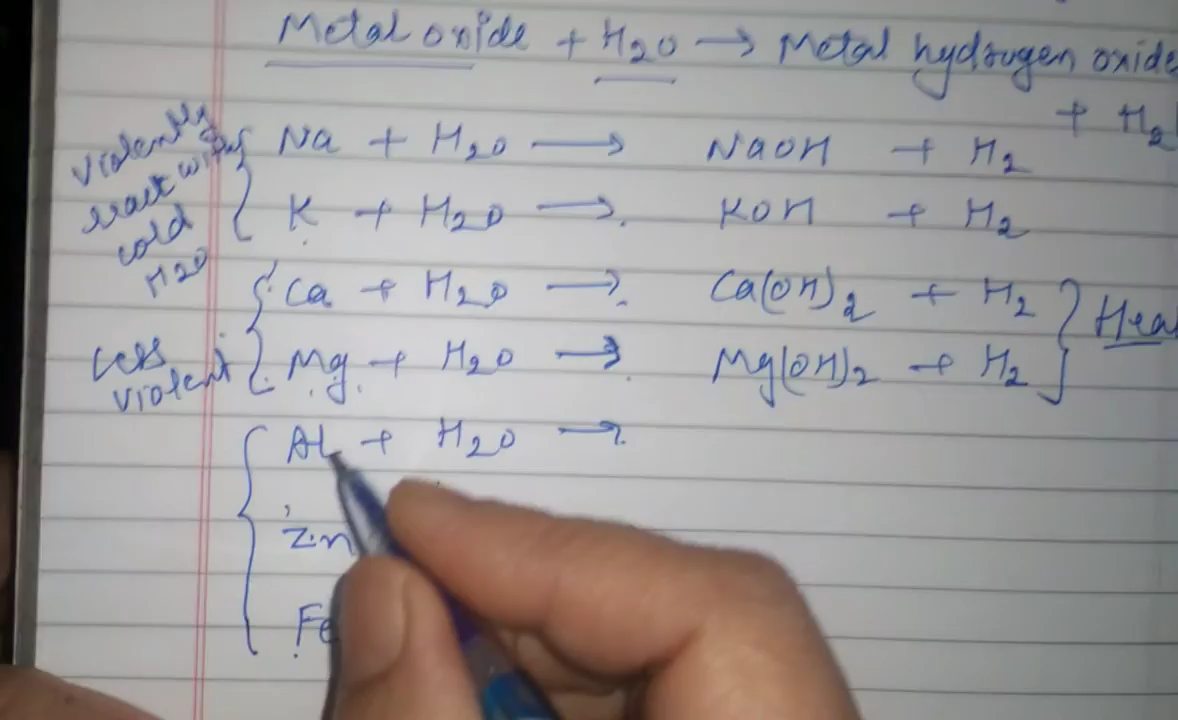 Metal oxide + H2O → Metal hydrogen oxide
+ H2
violently
react with
cold
H2O
Na + H2O → NaOH + H2
K + H2O → KOH + H2
Ca + H2O → Ca(OH)2 + H2
Less
violent
Mg + H2O → Mg(OH)2 + H2
Hea
Al + H2O →
Zn
Fe